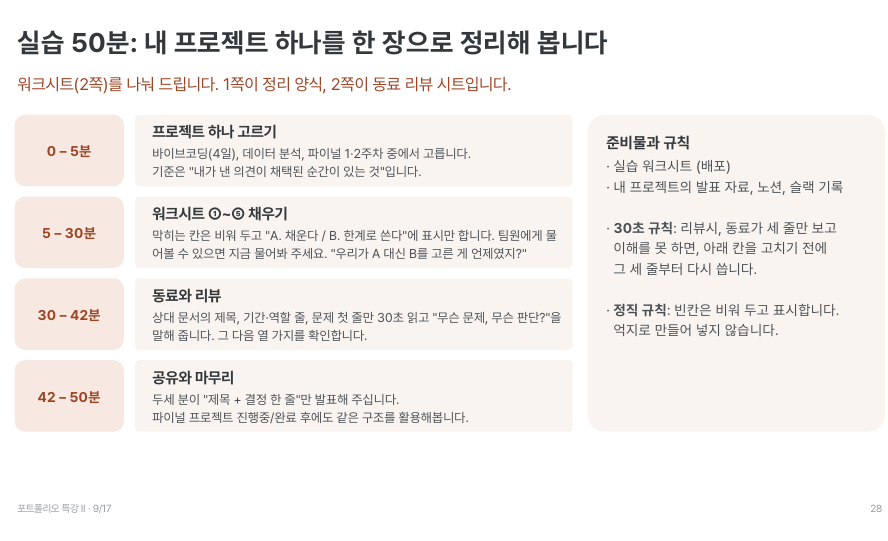 실습 50분: 내 프로젝트 하나를 한 장으로 정리해 봅니다
워크시트(2쪽)를 나눠 드립니다. 1쪽이 정리 양식, 2쪽이 동료 리뷰 시트입니다.
0 – 5분
프로젝트 하나 고르기
바이브코딩(4일), 데이터 분석, 파이널 1·2주차 중에서 고릅니다.
기준은 "내가 낸 의견이 채택된 순간이 있는 것"입니다.
5 – 30분
워크시트 ①~⑤ 채우기
막히는 칸은 비워 두고 "A. 채운다 / B. 한계로 쓴다"에 표시만 합니다. 팀원에게 물
어볼 수 있으면 지금 물어봐 주세요. "우리가 A 대신 B를 고른 게 언제였지?"
30 – 42분
동료와 리뷰
상대 문서의 제목, 기간·역할 줄, 문제 첫 줄만 30초 읽고 "무슨 문제, 무슨 판단?"을
말해 줍니다. 그 다음 열 가지를 확인합니다.
42 – 50분
공유와 마무리
두세 분이 "제목 + 결정 한 줄"만 발표해 주십니다.
파이널 프로젝트 진행중/완료 후에도 같은 구조를 활용해봅니다.
준비물과 규칙
· 실습 워크시트 (배포)
· 내 프로젝트의 발표 자료, 노션, 슬랙 기록
· 30초 규칙: 리뷰시, 동료가 세 줄만 보고
이해를 못 하면, 아래 칸을 고치기 전에
그 세 줄부터 다시 씁니다.
· 정직 규칙: 빈칸은 비워 두고 표시합니다.
억지로 만들어 넣지 않습니다.
포트폴리오 특강 II · 9/17
28